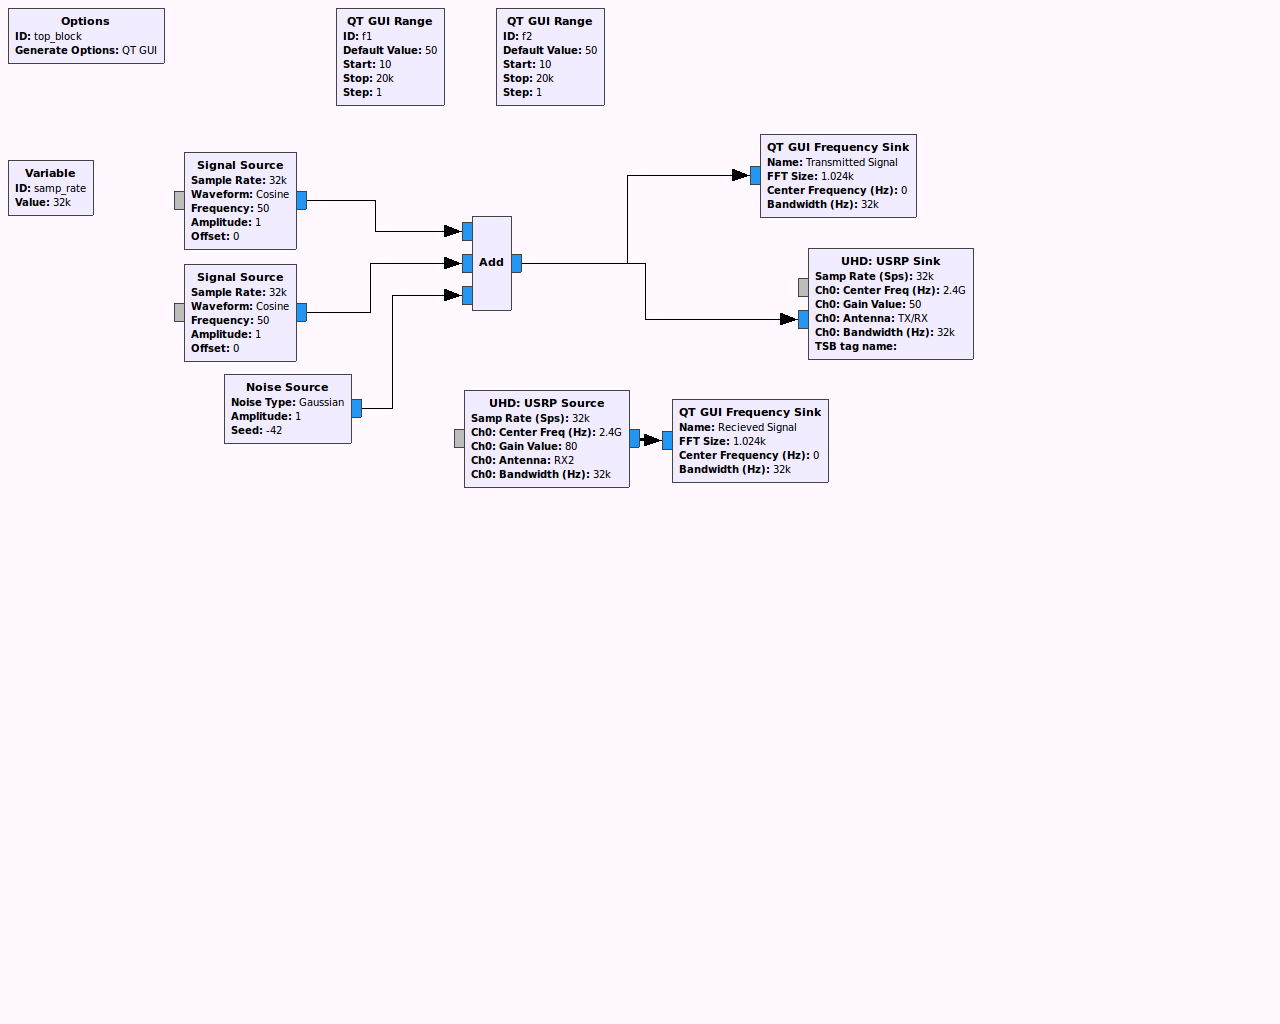 Options
ID: top_block
Generate Options: QT GUI
QT GUI Range
ID: f1
Default Value: 50
Start: 10
Stop: 20k
Step: 1
QT GUI Range
ID: f2
Default Value: 50
Start: 10
Stop: 20k
Step: 1
Variable
ID: samp_rate
Value: 32k
Signal Source
Sample Rate: 32k
Waveform: Cosine
Frequency: 50
Amplitude: 1
Offset: 0
Signal Source
Sample Rate: 32k
Waveform: Cosine
Frequency: 50
Amplitude: 1
Offset: 0
Noise Source
Noise Type: Gaussian
Amplitude: 1
Seed: -42
Add
QT GUI Frequency Sink
Name: Transmitted Signal
FFT Size: 1.024k
Center Frequency (Hz): 0
Bandwidth (Hz): 32k
UHD: USRP Sink
Samp Rate (Sps): 32k
Ch0: Center Freq (Hz): 2.4G
Ch0: Gain Value: 50
Ch0: Antenna: TX/RX
Ch0: Bandwidth (Hz): 32k
TSB tag name:
UHD: USRP Source
Samp Rate (Sps): 32k
Ch0: Center Freq (Hz): 2.4G
Ch0: Gain Value: 80
Ch0: Antenna: RX2
Ch0: Bandwidth (Hz): 32k
QT GUI Frequency Sink
Name: Recieved Signal
FFT Size: 1.024k
Center Frequency (Hz): 0
Bandwidth (Hz): 32k